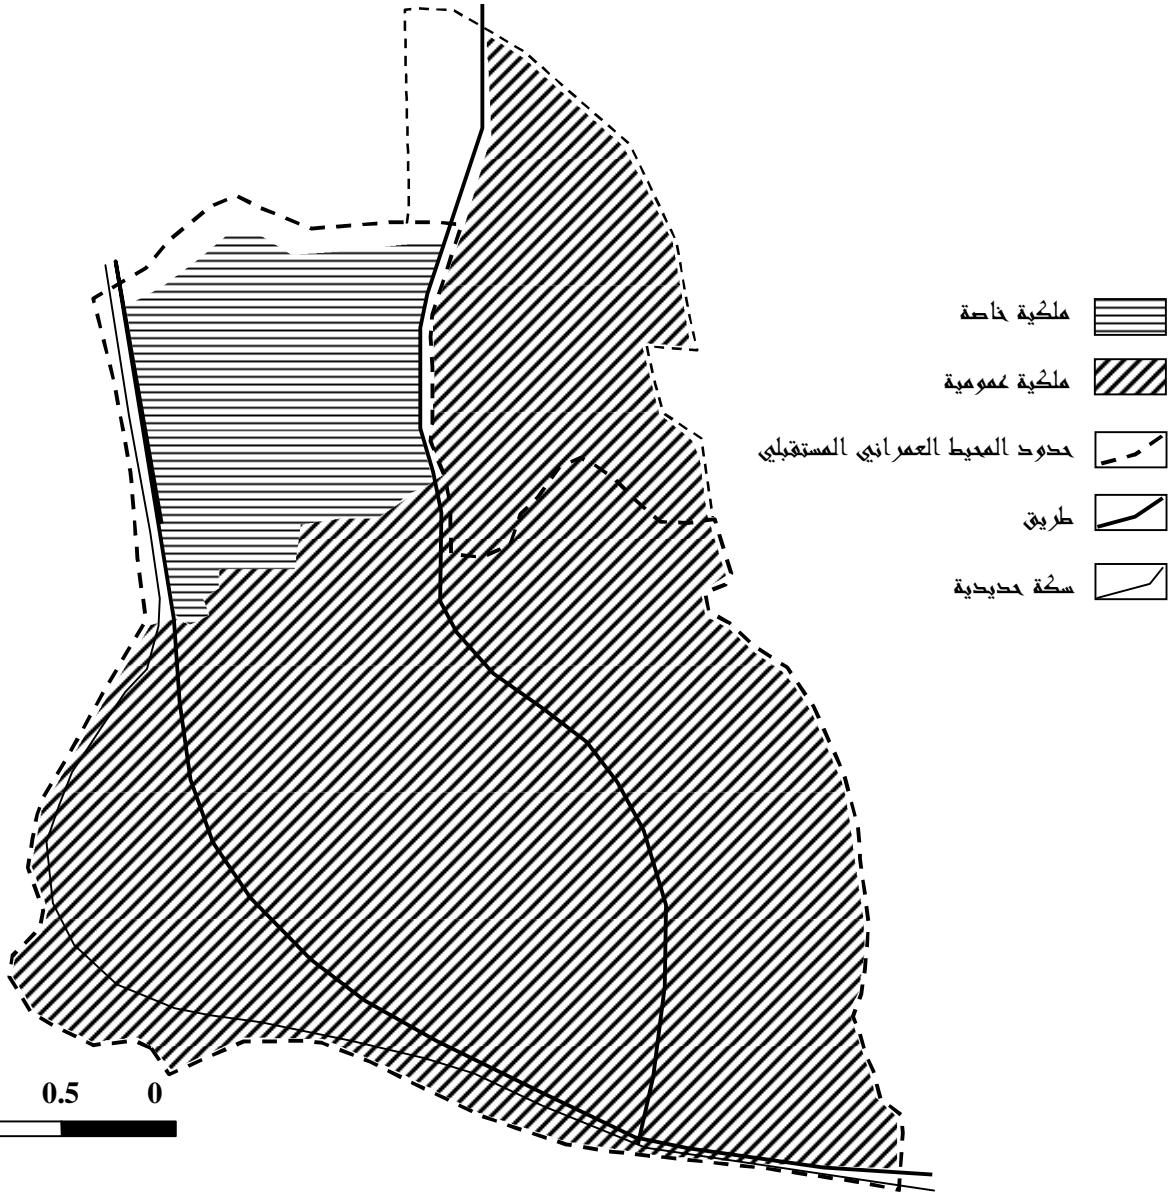 ملكية خاصة
ملكية عمومية
حدود المحيط العمراني المستقبلي
طريق
سكة حديدية
0.5 0